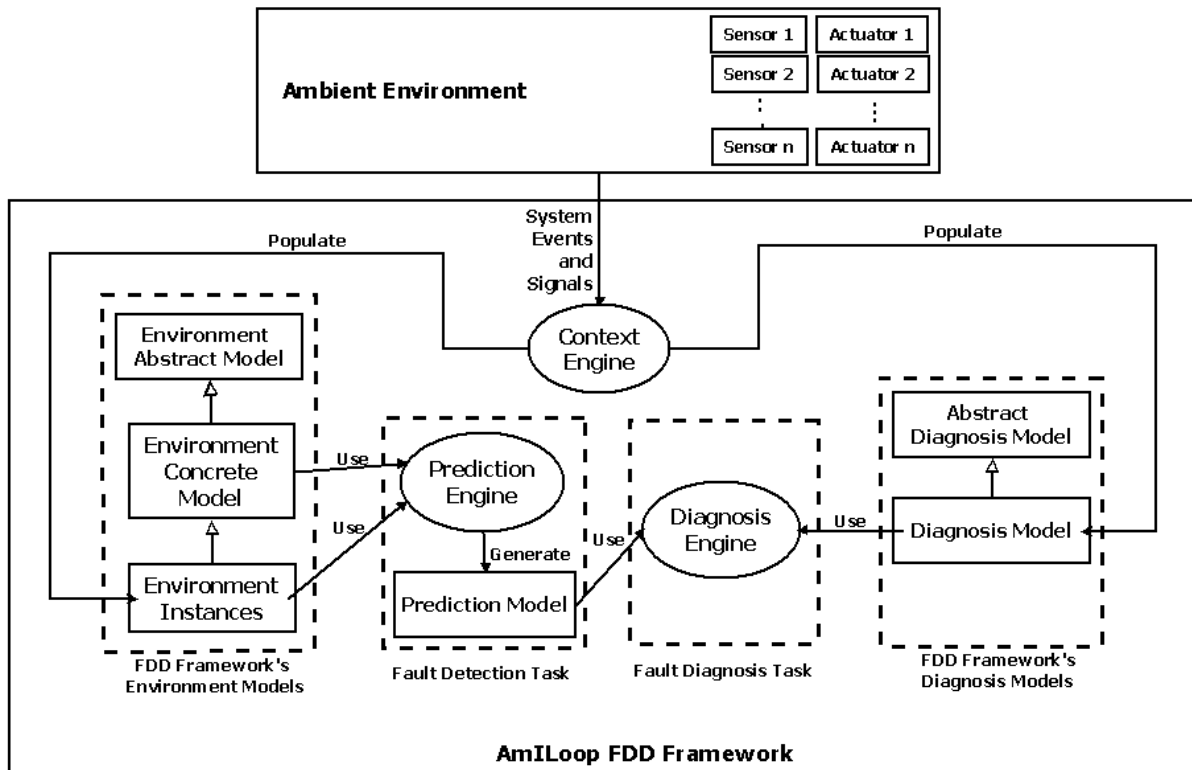 Ambient Environment
Sensor 1
Actuator 1
Sensor 2
Actuator 2
Sensor n
Actuator n
System
Events
and
Signals
Populate
Populate
Context
Engine
Environment
Abstract Model
Environment
Concrete
Model
Environment
Instances
FDD Framework's
Environment Models
Use
Use
Prediction
Engine
Generate
Prediction Model
Fault Detection Task
Use
Diagnosis
Engine
Fault Diagnosis Task
Use
Abstract
Diagnosis Model
Diagnosis Model
FDD Framework's
Diagnosis Models
AmILoop FDD Framework